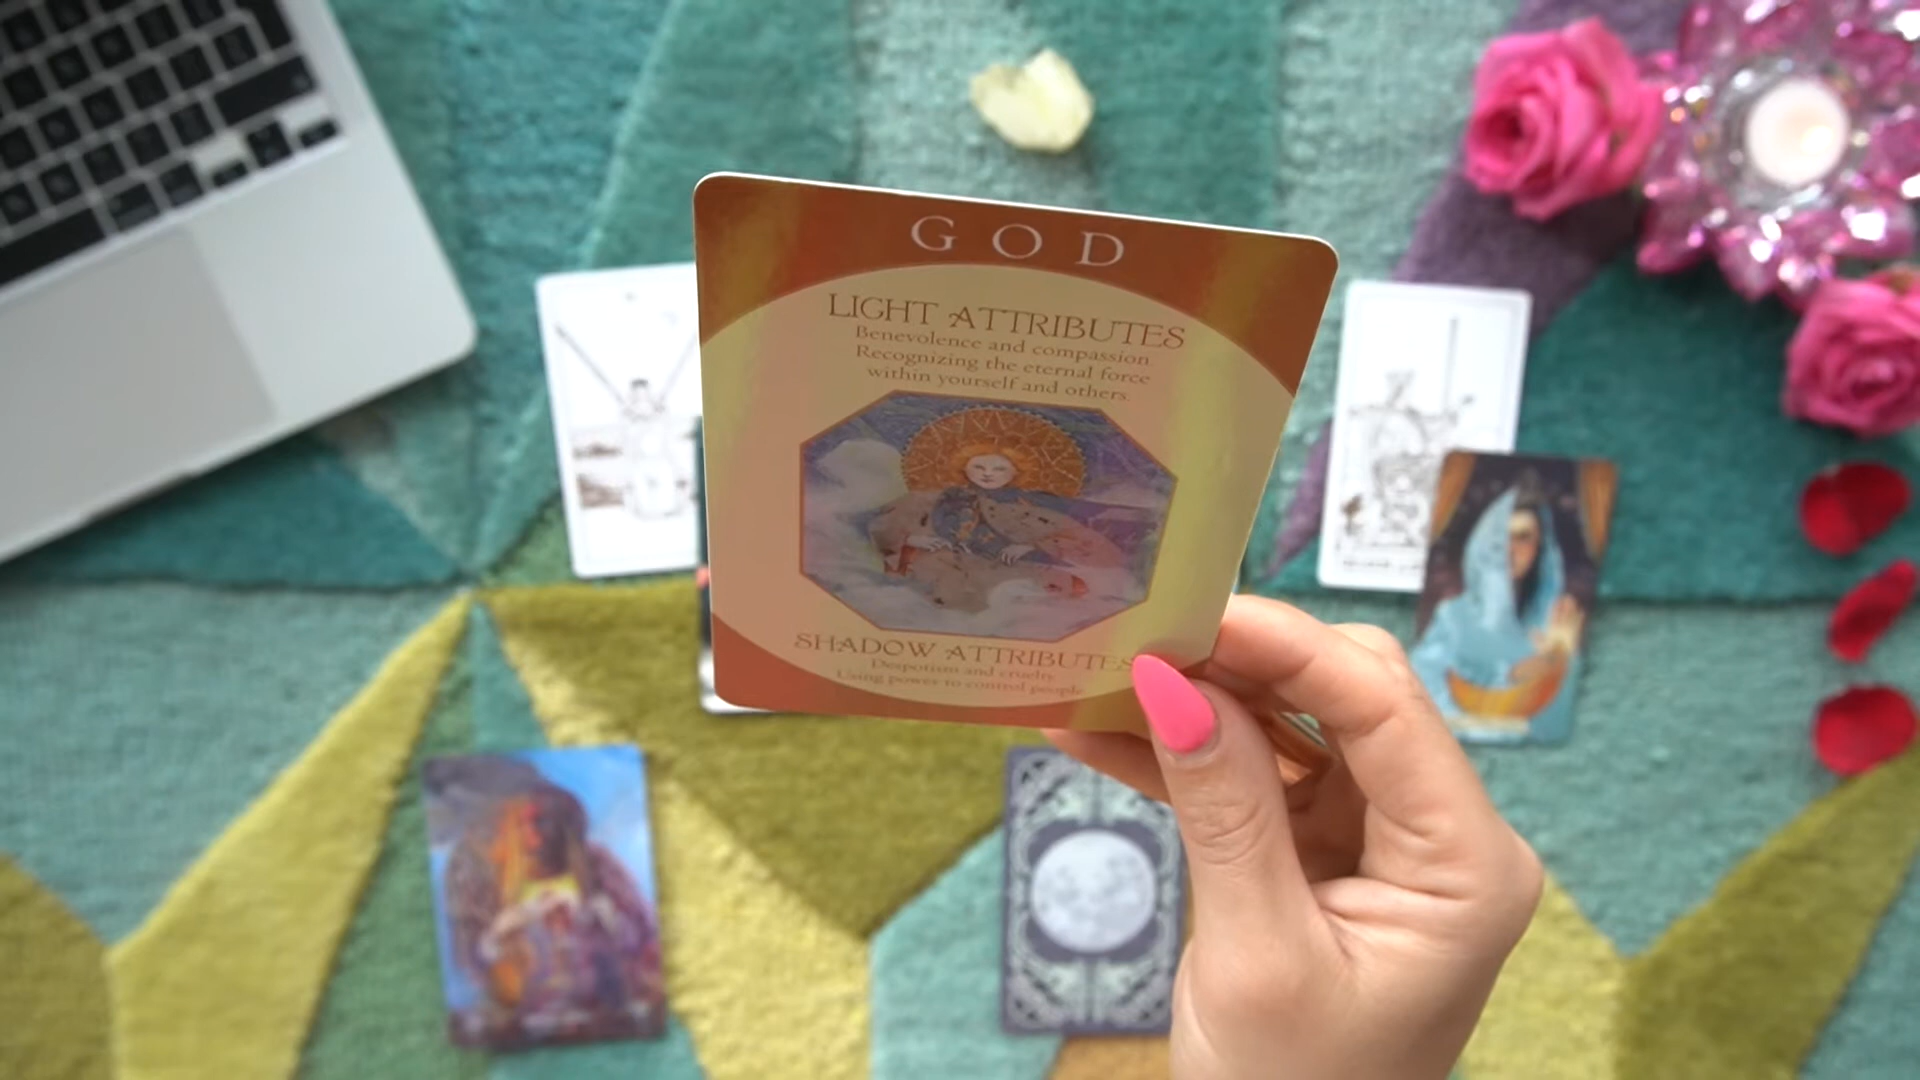 GOD
LIGHT ATTRIBUTES
Benevolence and compassion
Recognizing the eternal force
within yourself and others.
SHADOW ATTRIBUTES
Despotism and cruelty
Using power to control people